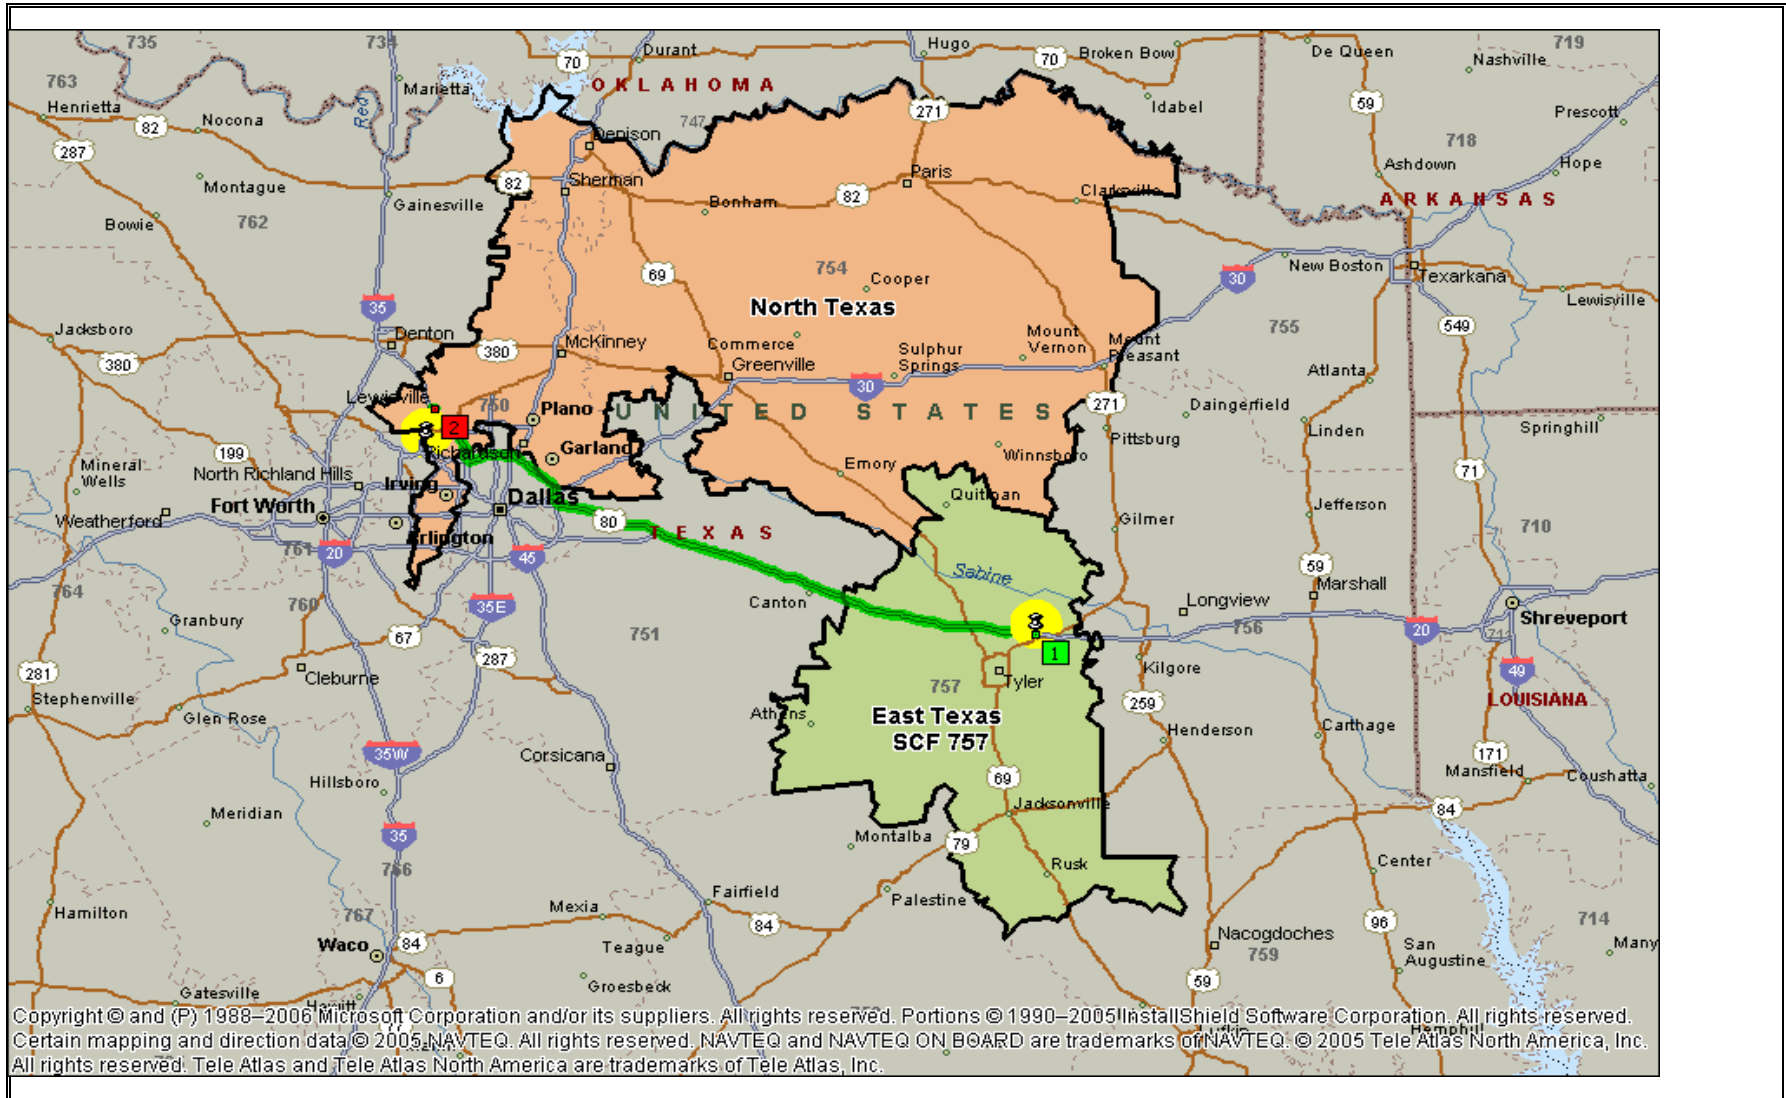 735
734
70
Durant
Hugo
70
Broken Bow
De Queen
719
Nashville
763
Henrietta
Marietta
OKLAHOMA
Red
82
Nocona
747
271
Idabel
59
Prescott
287
Denison
718
Montague
82
Sherman
Paris
82
Clarksville
Ashdown
Hope
762
Gainesville
Bonham
ARKANSAS
Bowie
69
754
Cooper
30
New Boston
Texarkana
35
North Texas
Lewisville
Jacksboro
Denton
755
549
380
380
McKinney
Commerce
Greenville
Sulphur
Springs
Mount
Vernon
Mount
Pleasant
30
Atlanta
Lewisville
750
Plano
UNITED STATES
271
Daingerfield
2
Richardson
Garland
Pittsburg
Linden
Springhill
199
Mineral
Wells
North Richland Hills
Irving
Emory
Winnsboro
71
Fort Worth
Dallas
Quitman
Jefferson
Weatherford
80
TEXAS
Gilmer
710
761
20
Arlington
45
Sabine
59
Marshall
764
760
35E
Canton
Longview
Shreveport
Granbury
67
751
756
20
711
287
1
281
Cleburne
Tyler
Kilgore
49
Stephenville
Glen Rose
757
259
LOUISIANA
Athens
East Texas
SCF 757
Henderson
Carthage
35W
Corsicana
171
Hillsboro
69
Mansfield
Coushatta
Meridian
Jacksonville
84
35
Montalba
79
766
Rusk
Center
Hamilton
767
Mexia
Fairfield
Palestine
84
96
714
Waco
84
Teague
Nacogdoches
759
San
Augustine
Many
6
Groesbeck
59
Gatesville
Hewitt
Copyright © and (P) 1988–2006 Microsoft Corporation and/or its suppliers. All rights reserved. Portions © 1990–2005 InstallShield Software Corporation. All rights reserved.
77
Lufkin
Hemphill
Certain mapping and direction data © 2005 NAVTEQ. All rights reserved. NAVTEQ and NAVTEQ ON BOARD are trademarks of NAVTEQ. © 2005 Tele Atlas North America, Inc.
All rights reserved. Tele Atlas and Tele Atlas North America are trademarks of Tele Atlas, Inc.